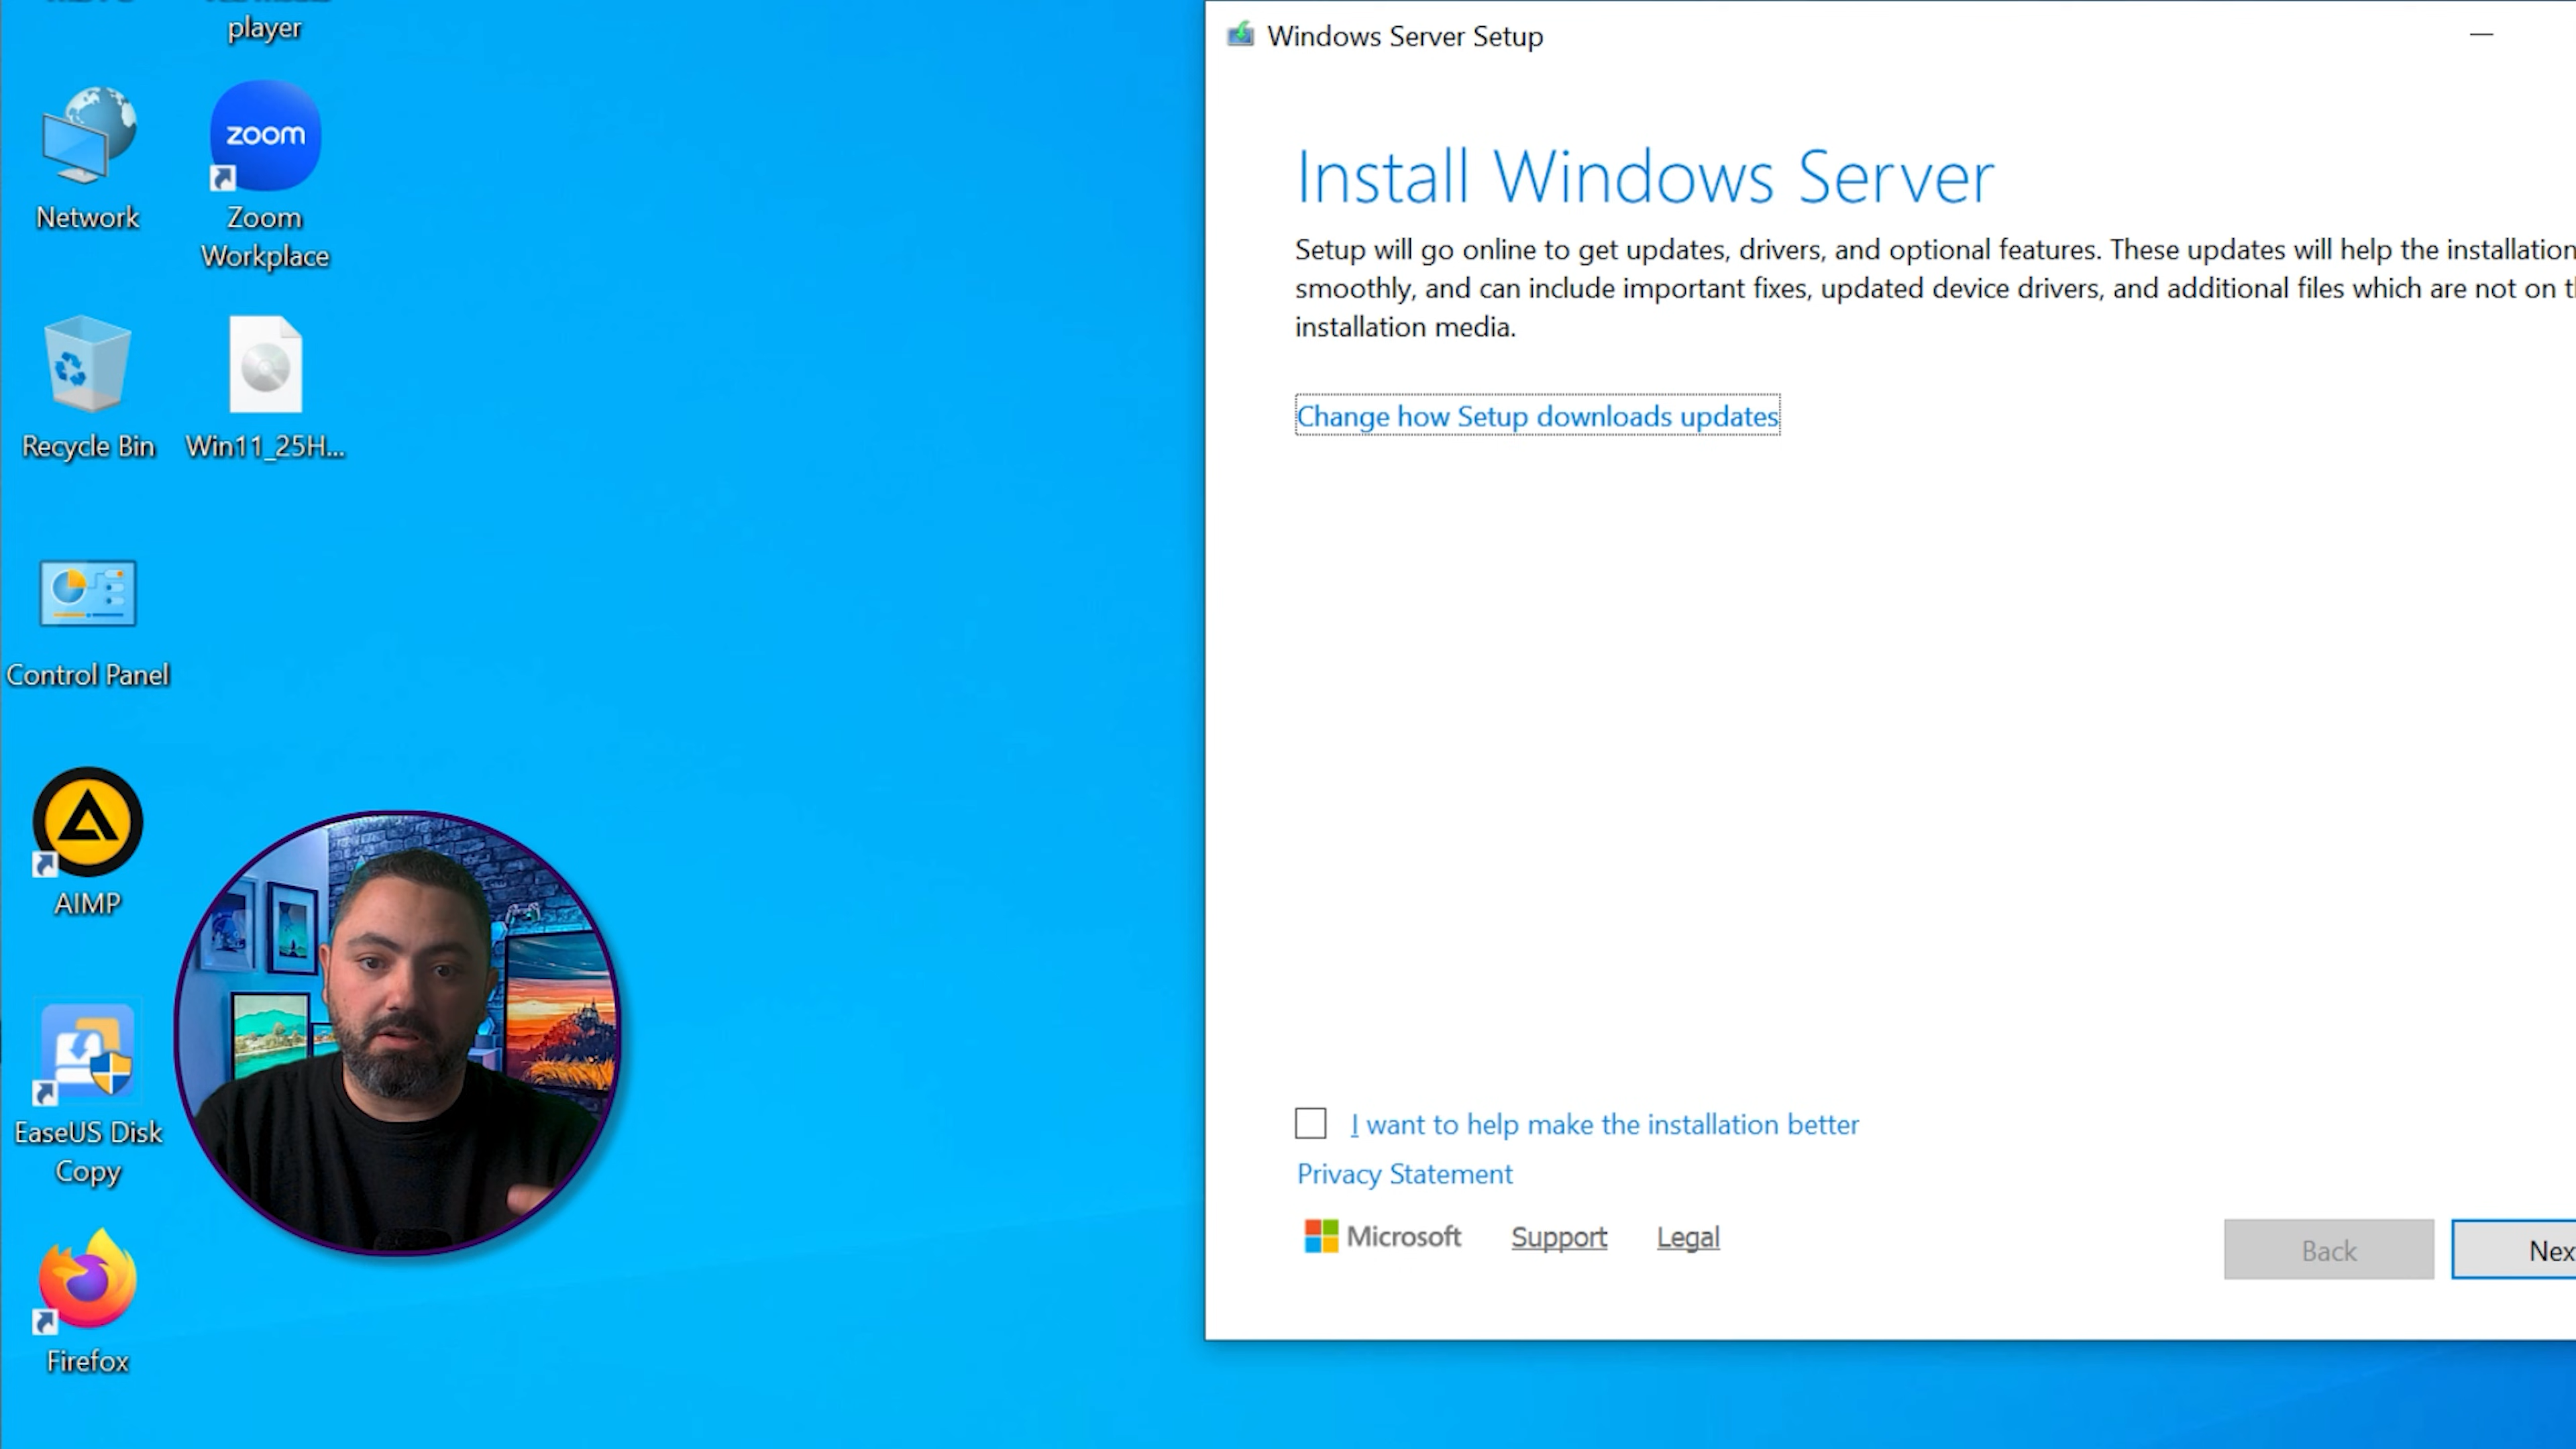 player
Network
zoom
Zoom
Workplace
Recycle Bin
Win11_25H...
Control Panel
AIMP
EaseUS Disk
Copy
Firefox
Windows Server Setup
Install Windows Server
Setup will go online to get updates, drivers, and optional features. These updates will help the installation
smoothly, and can include important fixes, updated device drivers, and additional files which are not on
installation media.
Change how Setup downloads updates
I want to help make the installation better
Privacy Statement
Microsoft Support Legal
Back